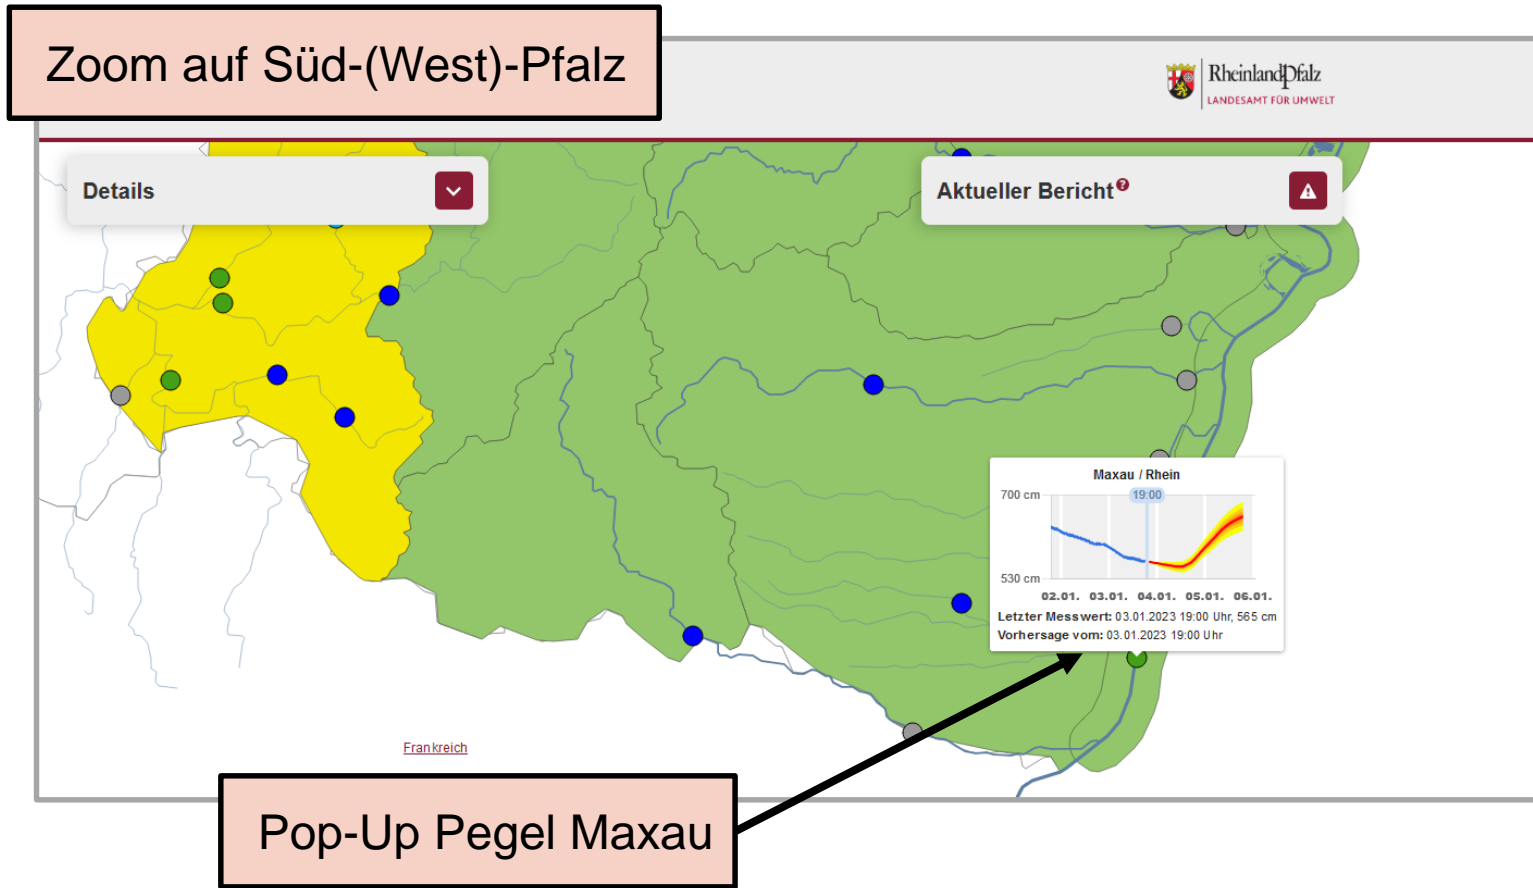 Zoom auf Süd-(West)-Pfalz
RheinlandPfalz
LANDESAMT FÜR UMWELT
Details
Aktueller Bericht?
Maxau / Rhein
700 cm
19:00
530 cm
02.01. 03.01. 04.01. 05.01. 06.01.
Letzter Messwert: 03.01.2023 19:00 Uhr, 565 cm
Vorhersage vom: 03.01.2023 19:00 Uhr
Frankreich
Pop-Up Pegel Maxau